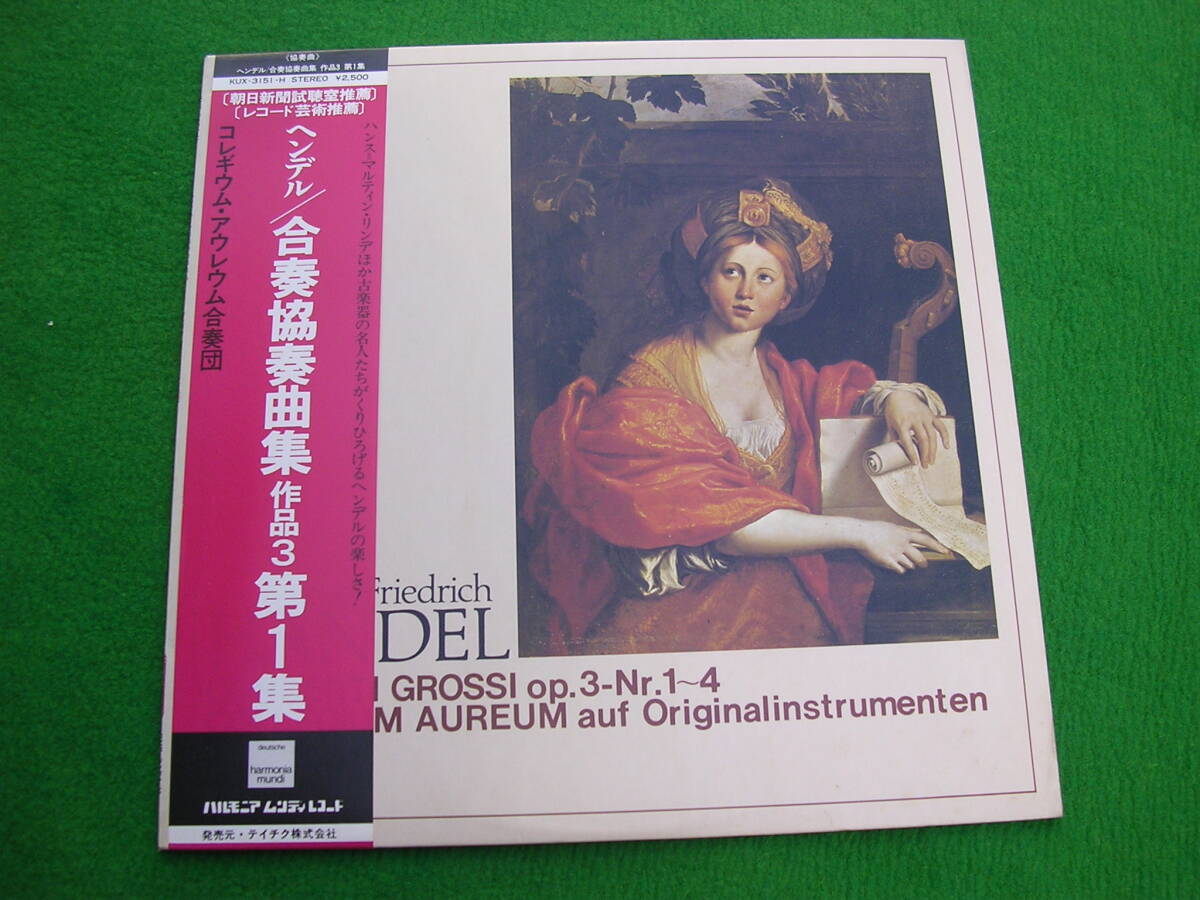 〈協奏曲〉
ヘンデル/合奏協奏曲集 作品3 第1集
KUX-3151-H STEREO ¥2,500
〔朝日新聞試聴室推薦〕
〔レコード芸術推薦〕
ハンス=マルティン・リンデほか古楽器の名人たちがくりひろげるヘンデルの楽しさ!
ヘンデル/合奏協奏曲集 作品3 第1集
コレギウム・アウレウム合奏団
deutsche
harmonia
mundi
ハルモニア ムンディ レコード
発売元・テイチク株式会社
Friedrich
DEL
I GROSSI op.3-Nr.1~4
M AUREUM auf Originalinstrumenten